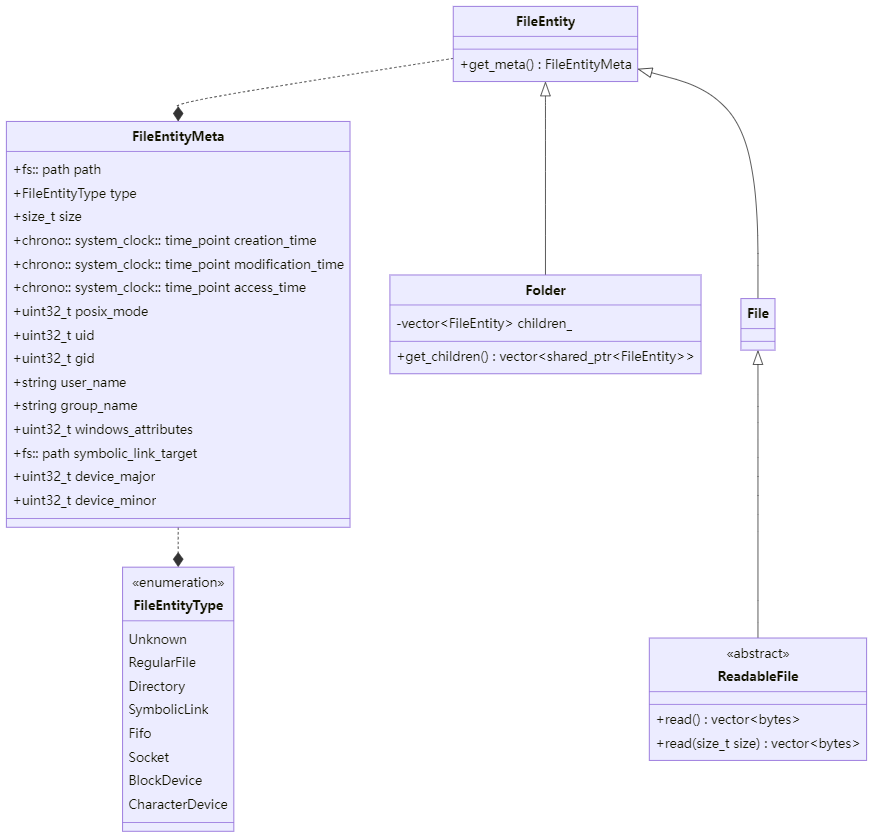 FileEntity
+get_meta() : FileEntityMeta
FileEntityMeta
+fs:: path path
+FileEntityType type
+size_t size
+chrono:: system_clock:: time_point creation_time
+chrono:: system_clock:: time_point modification_time
+chrono:: system_clock:: time_point access_time
+uint32_t posix_mode
+uint32_t uid
+uint32_t gid
+string user_name
+string group_name
+uint32_t windows_attributes
+fs:: path symbolic_link_target
+uint32_t device_major
+uint32_t device_minor
Folder
-vector<FileEntity> children_
+get_children() : vector<shared_ptr<FileEntity>>
File
«enumeration»
FileEntityType
Unknown
RegularFile
Directory
SymbolicLink
Fifo
Socket
BlockDevice
CharacterDevice
«abstract»
ReadableFile
+read() : vector<bytes>
+read(size_t size) : vector<bytes>